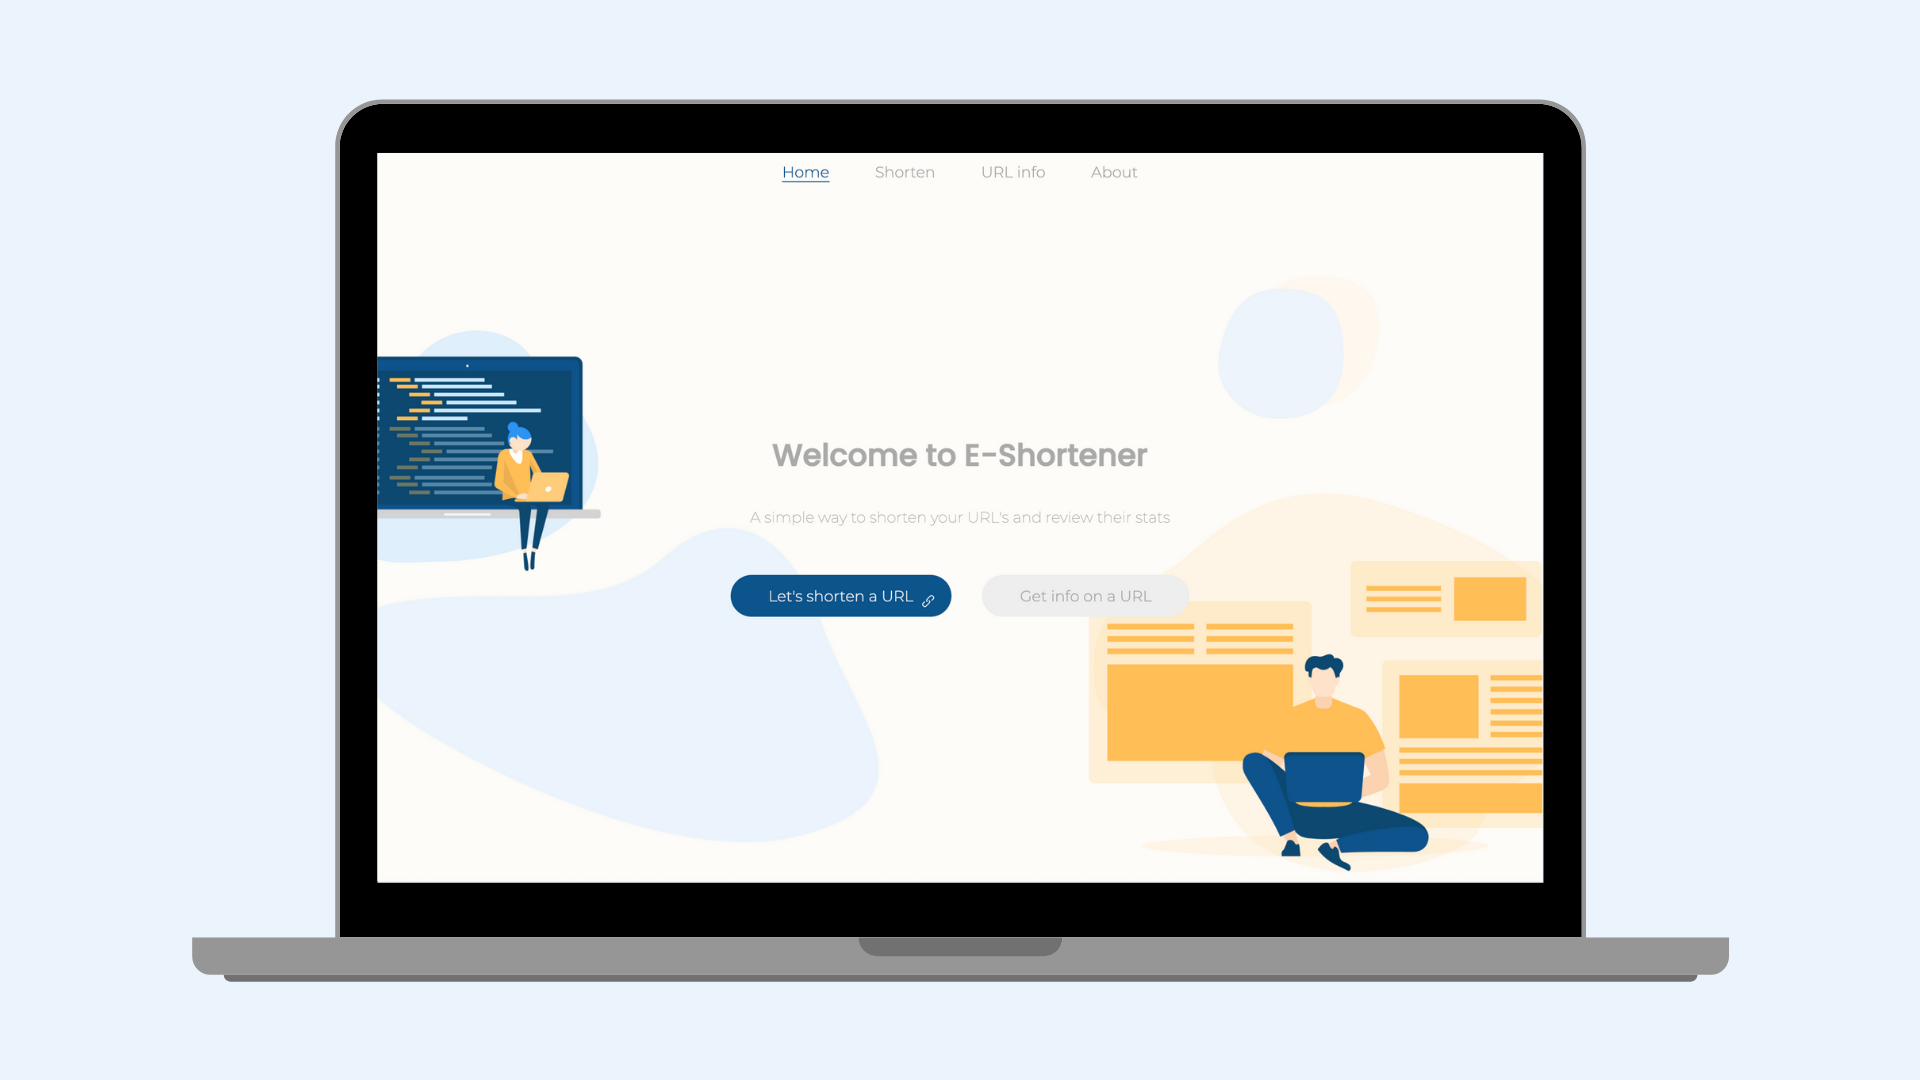 Home
Shorten
URL info
About
Welcome to E-Shortener
A simple way to shorten your URL's and review their stats
Let's shorten a URL
Get info on a URL